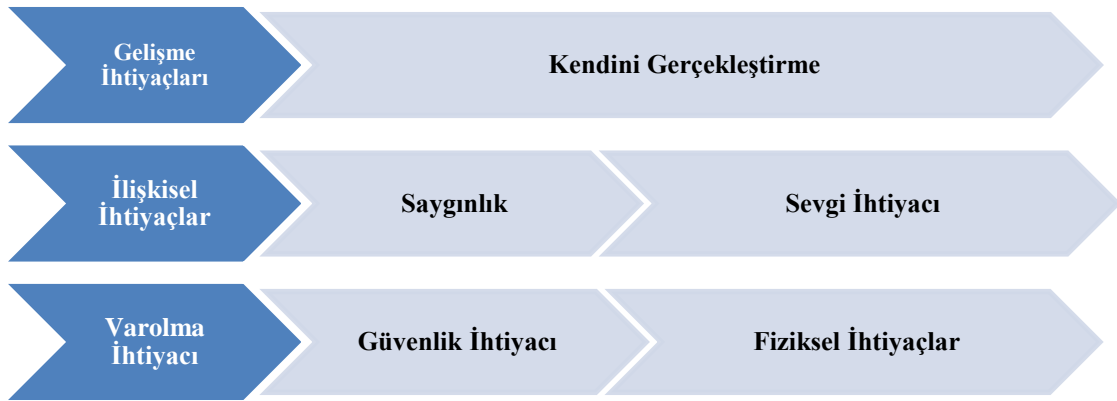 Gelişme
İhtiyaçları
Kendini Gerçekleştirme
İlişkisel
İhtiyaçlar
Saygınlık
Sevgi İhtiyacı
Varolma
İhtiyacı
Güvenlik İhtiyacı
Fiziksel İhtiyaçlar